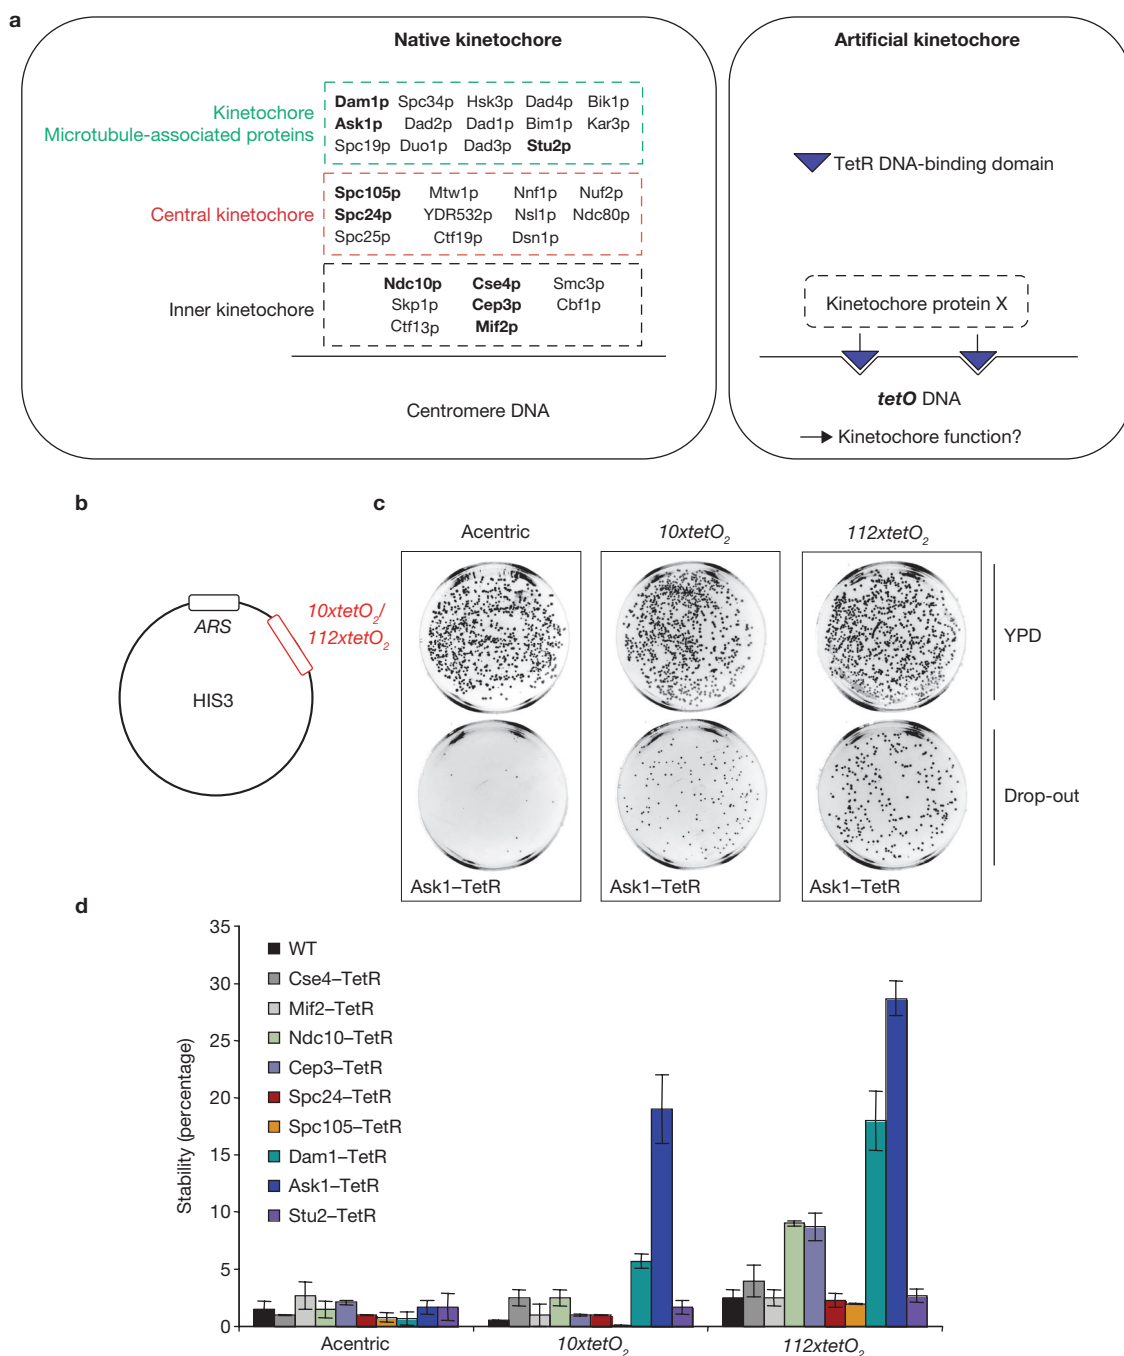 a
Native kinetochore
Kinetochore
Microtubule-associated proteins
Dam1p Spc34p Hsk3p Dad4p Bik1p
Ask1p Dad2p Dad1p Bim1p Kar3p
Spc19p Duo1p Dad3p Stu2p
Central kinetochore
Spc105p Mtw1p Nnf1p Nuf2p
Spc24p YDR532p Nsl1p Ndc80p
Spc25p Ctf19p Dsn1p
Inner kinetochore
Ndc10p Cse4p Smc3p
Skp1p Cep3p Cbf1p
Ctf13p Mif2p
Centromere DNA
Artificial kinetochore
TetR DNA-binding domain
Kinetochore protein X
tetO DNA
Kinetochore function?
b
ARS
10xtetO2/
112xtetO2
HIS3
c
Acentric 10xtetO2 112xtetO2
YPD
Drop-out
Ask1–TetR Ask1–TetR Ask1–TetR
d
Stability (percentage)
35
30
25
20
15
10
5
0
WT
Cse4–TetR
Mif2–TetR
Ndc10–TetR
Cep3–TetR
Spc24–TetR
Spc105–TetR
Dam1–TetR
Ask1–TetR
Stu2–TetR
Acentric 10xtetO2 112xtetO2